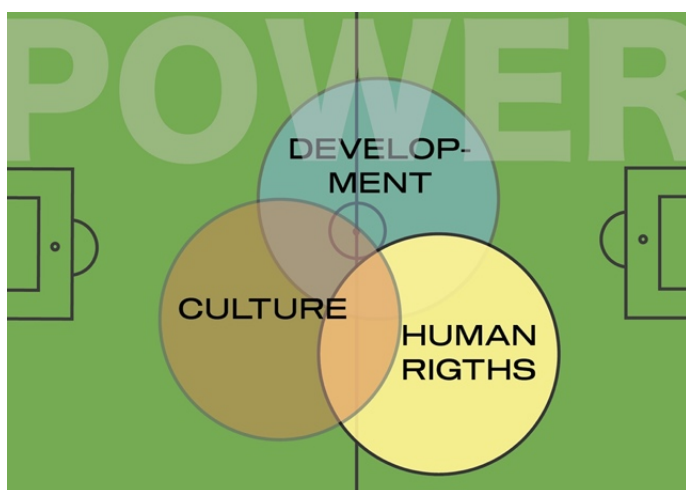 POWER
DEVELOP-
MENT
CULTURE
HUMAN
RIGTHS